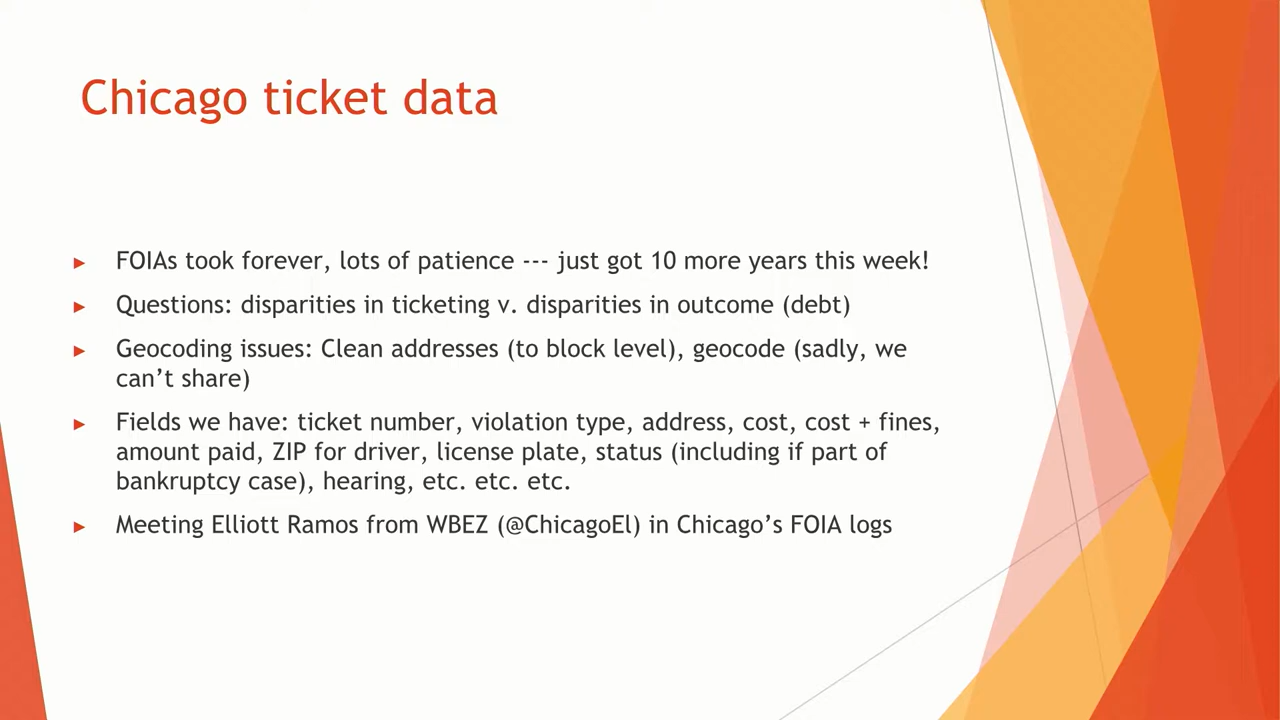 Chicago ticket data
► FOIAs took forever, lots of patience --- just got 10 more years this week!
► Questions: disparities in ticketing v. disparities in outcome (debt)
► Geocoding issues: Clean addresses (to block level), geocode (sadly, we
can’t share)
► Fields we have: ticket number, violation type, address, cost, cost + fines,
amount paid, ZIP for driver, license plate, status (including if part of
bankruptcy case), hearing, etc. etc. etc.
► Meeting Elliott Ramos from WBEZ (@ChicagoEl) in Chicago’s FOIA logs